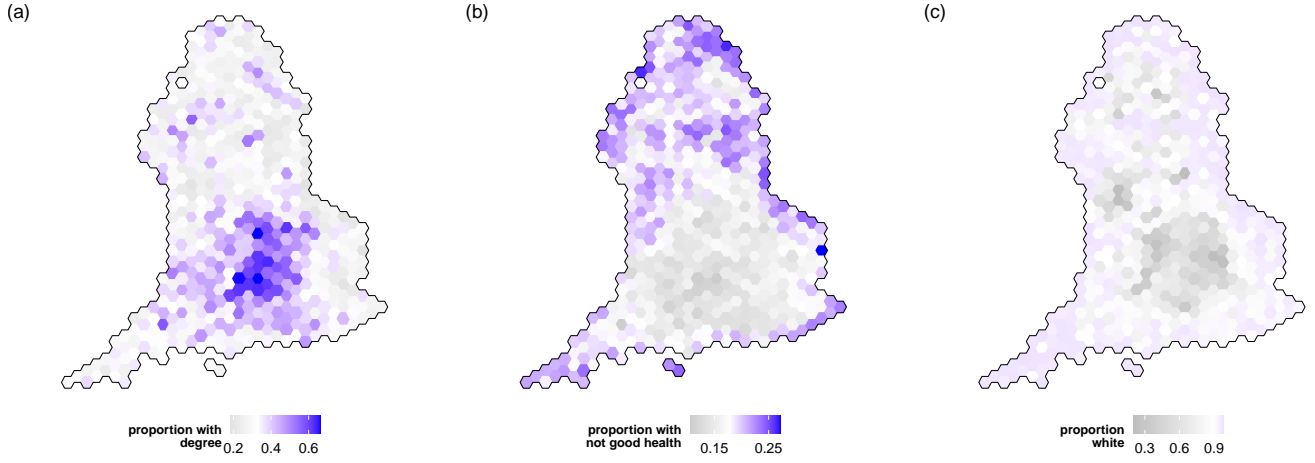 (a)
(b)
(c)
proportion with
degree
0.2 0.4 0.6
proportion with
not good health
0.15 0.25
proportion
white
0.3 0.6 0.9